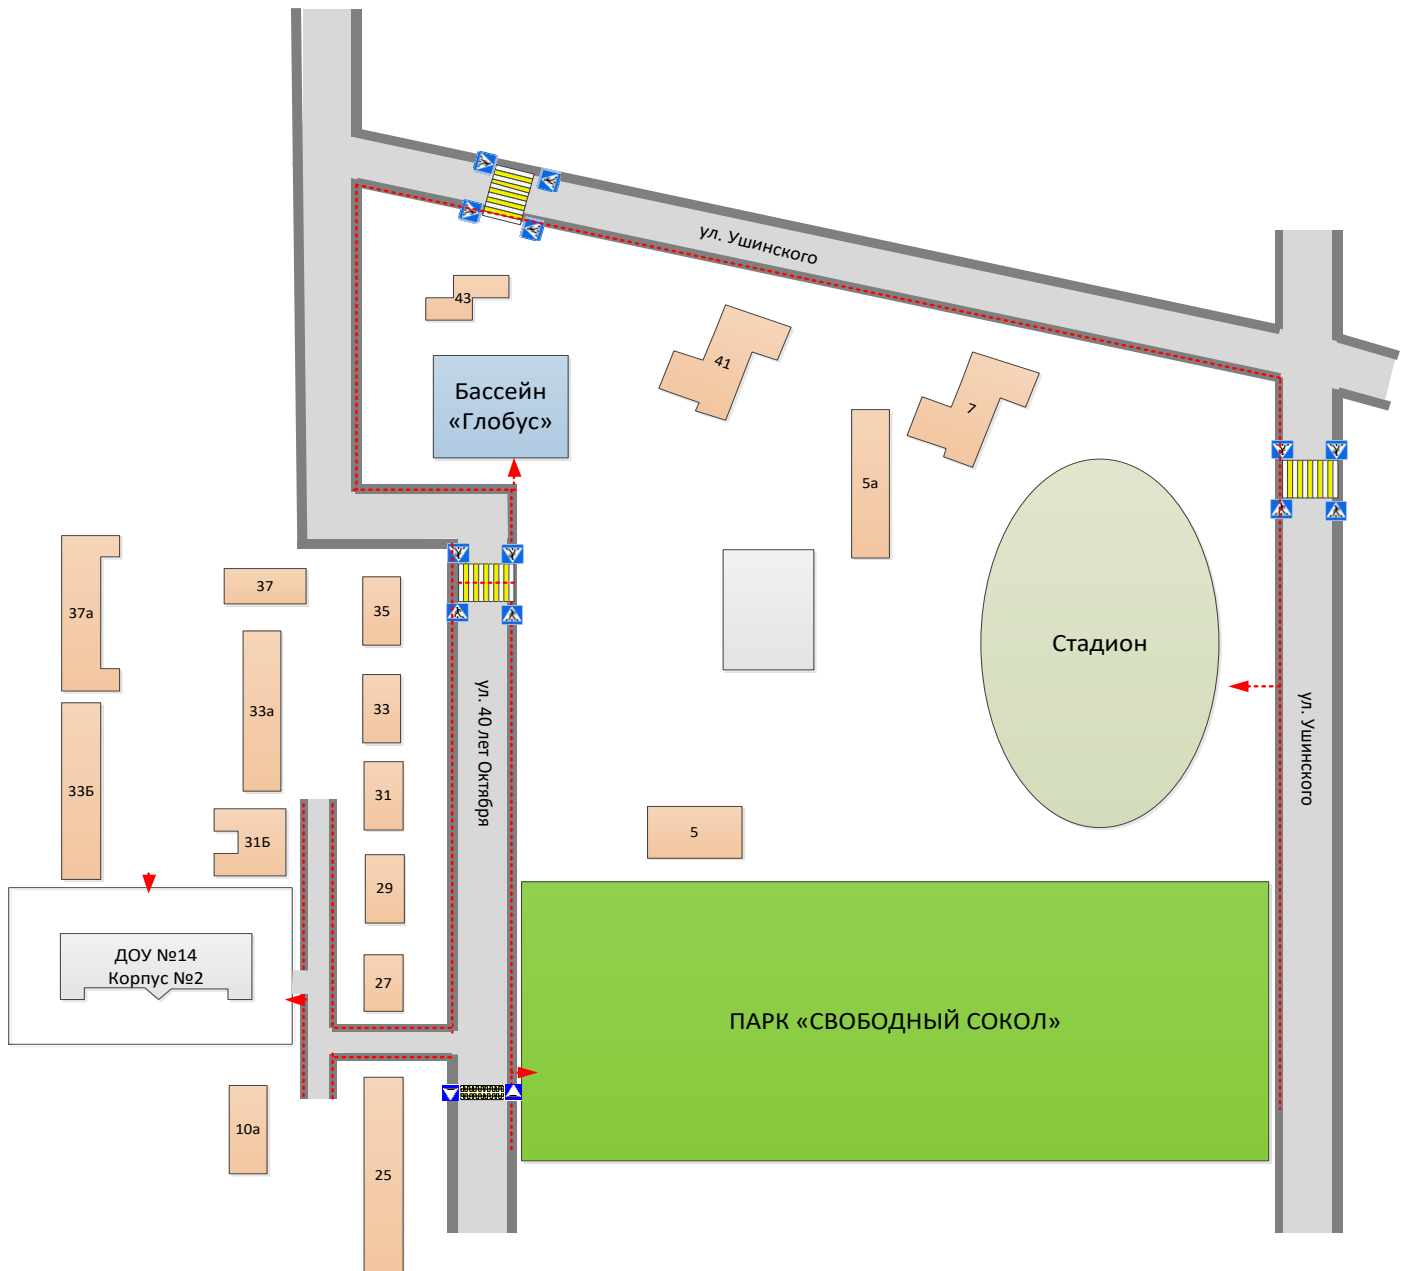 ул. Ушинского
43
41
7
Бассейн
«Глобус»
5а
37а
37
35
Стадион
33а
33
ул. 40 лет Октября
ул. Ушинского
33Б
31
31Б
5
29
ДОУ №14
Корпус №2
27
ПАРК «СВОБОДНЫЙ СОКОЛ»
10а
25